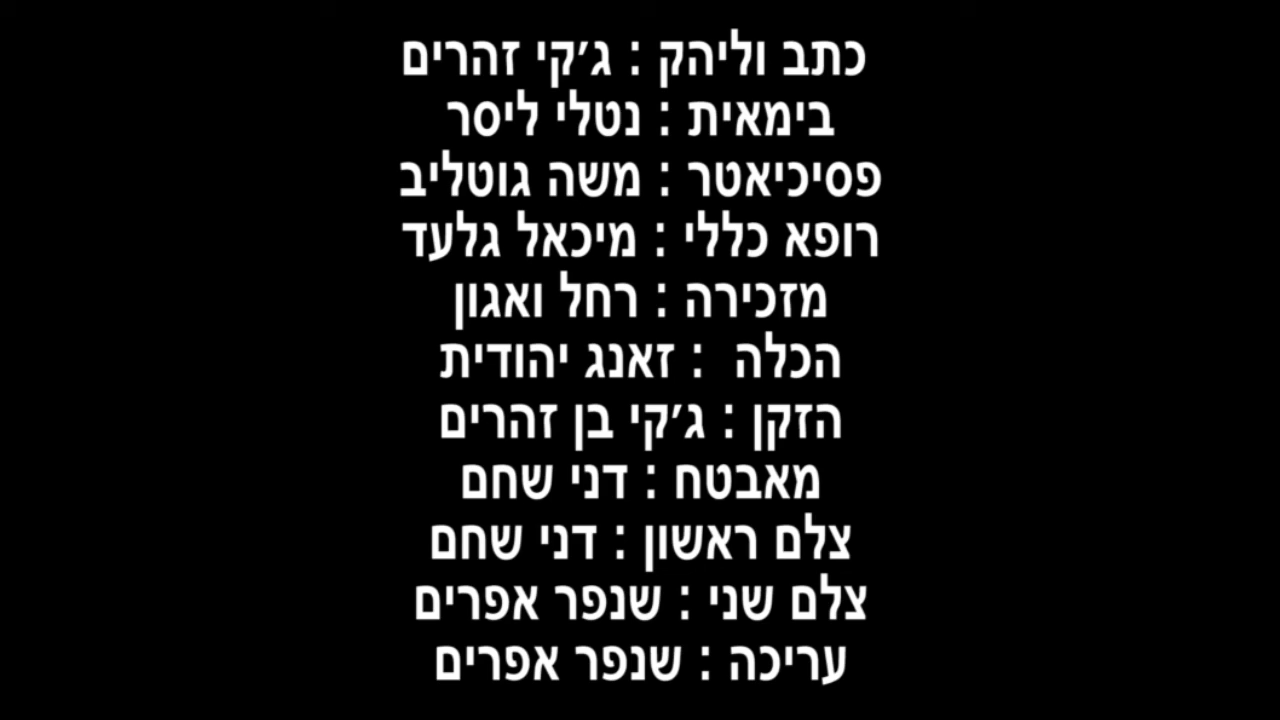 כתב וליהק : ג׳קי זהרים
בימאית : נטלי ליסר
פסיכיאטר : משה גוטליב
רופא כללי : מיכאל גלעד
מזכירה : רחל ואגון
הכלה : זאנג יהודית
הזקן : ג׳קי בן זהרים
מאבטח : דני שחם
צלם ראשון : דני שחם
צלם שני : שנפר אפרים
עריכה : שנפר אפרים